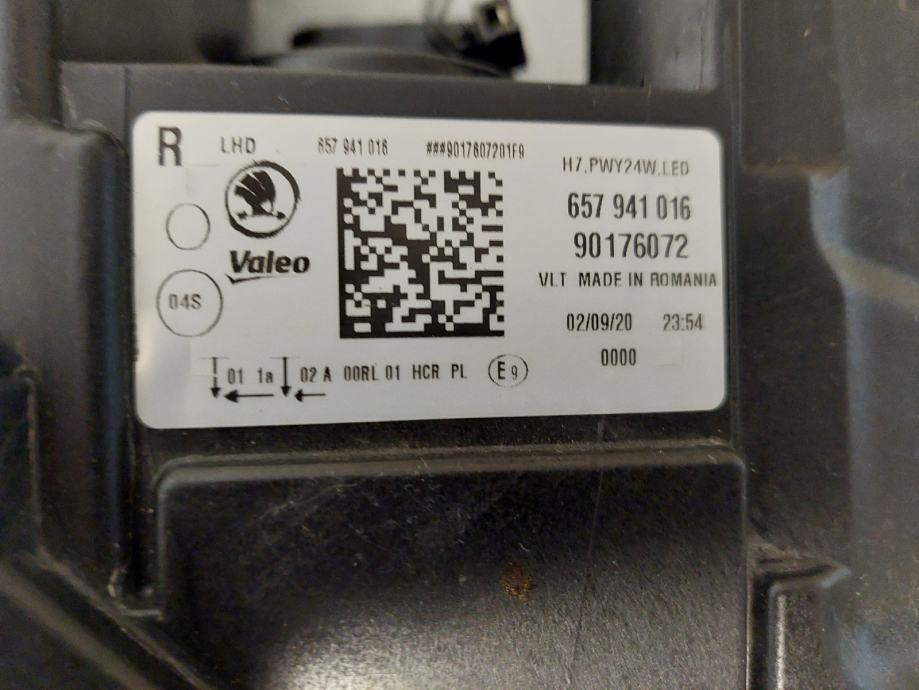 R LHD 657 941 016 ###9017607201F9
H7.PWY24W.LED
657 941 016
Valeo
90176072
VLT MADE IN ROMANIA
04S
02/09/20 23:54
0000
01 1a 02 A 00RL 01 HCR PL E9